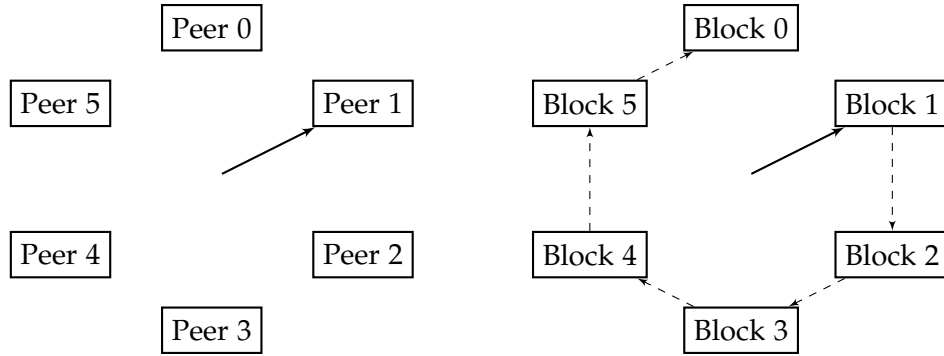 Peer 0
Block 0
Peer 5
Peer 1
Block 5
Block 1
Peer 4
Peer 2
Block 4
Block 2
Peer 3
Block 3